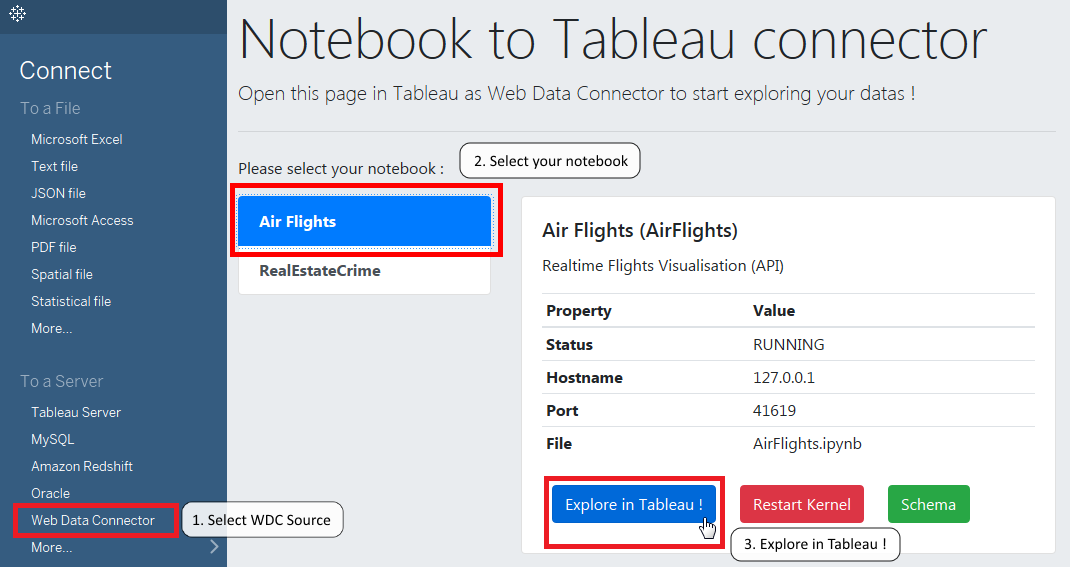 Connect
To a File
Microsoft Excel
Text file
JSON file
Microsoft Access
PDF file
Spatial file
Statistical file
More...
To a Server
Tableau Server
MySQL
Amazon Redshift
Oracle
Web Data Connector
More...
1. Select WDC Source
Notebook to Tableau connector
Open this page in Tableau as Web Data Connector to start exploring your datas !
Please select your notebook :
2. Select your notebook
Air Flights
RealEstateCrime
Air Flights (AirFlights)
Realtime Flights Visualisation (API)
Property Value
Status RUNNING
Hostname 127.0.0.1
Port 41619
File AirFlights.ipynb
Explore in Tableau ! Restart Kernel Schema
3. Explore in Tableau !